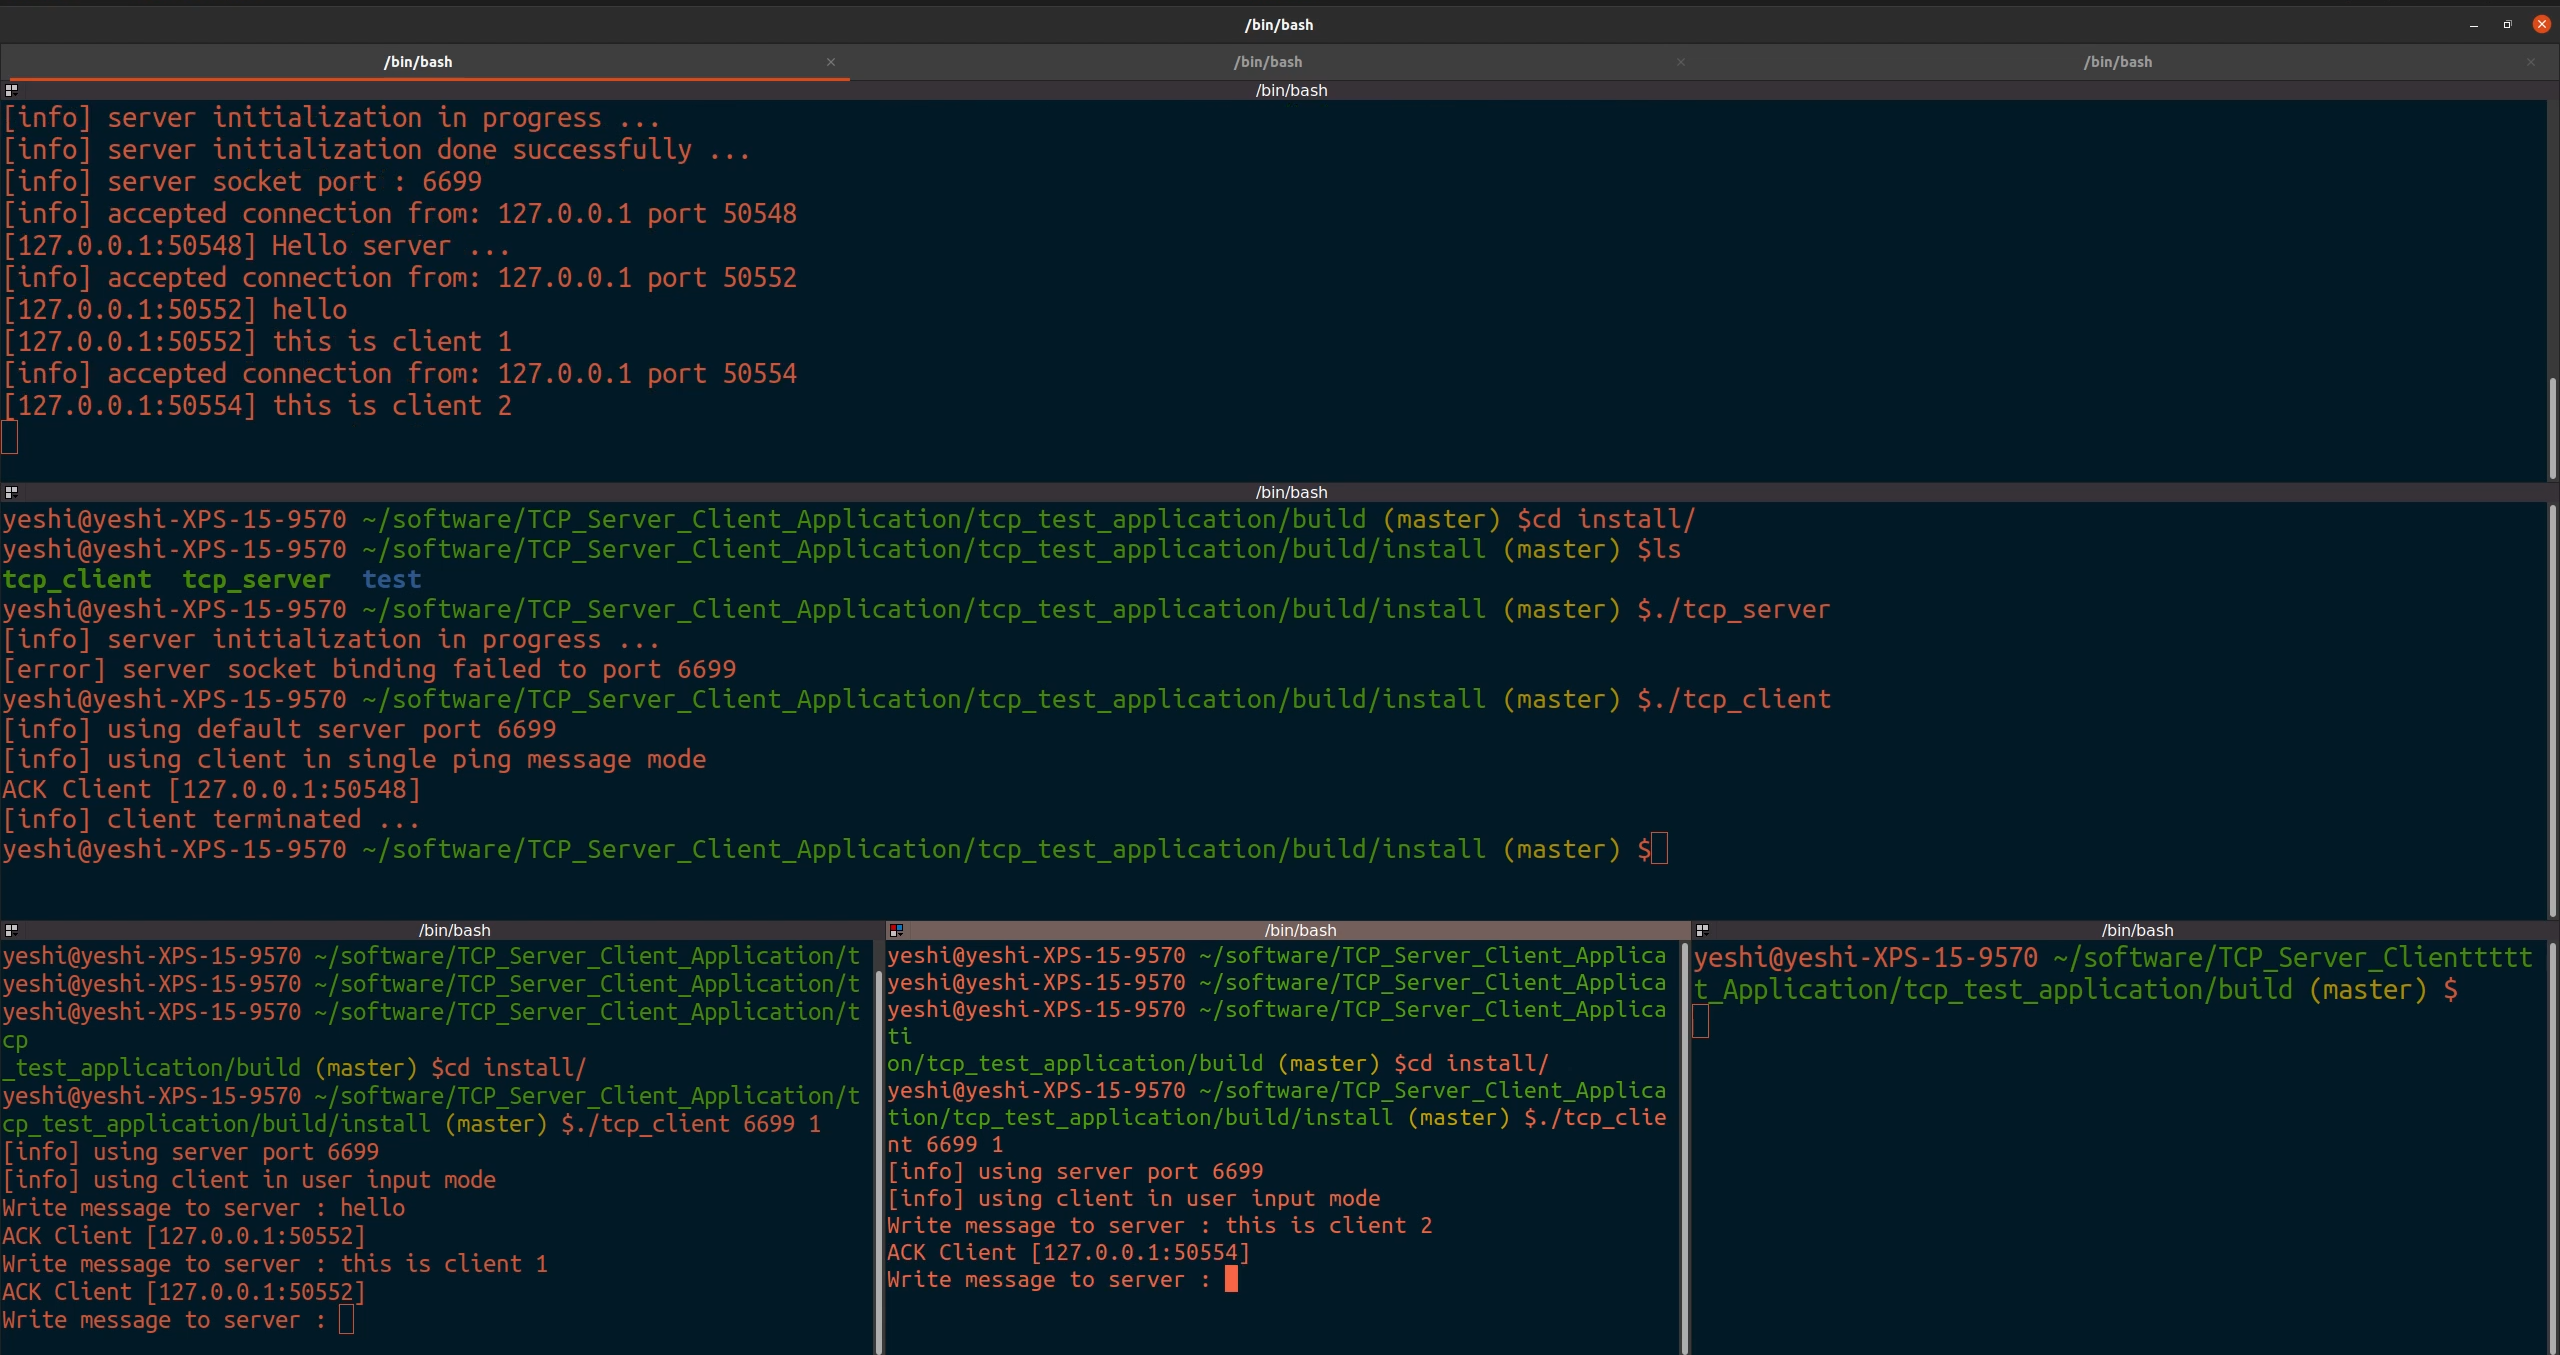 /bin/bash
/bin/bash
/bin/bash
/bin/bash
/bin/bash
[info] server initialization in progress ...
[info] server initialization done successfully ...
[info] server socket port : 6699
[info] accepted connection from: 127.0.0.1 port 50548
[127.0.0.1:50548] Hello server ...
[info] accepted connection from: 127.0.0.1 port 50552
[127.0.0.1:50552] hello
[127.0.0.1:50552] this is client 1
[info] accepted connection from: 127.0.0.1 port 50554
[127.0.0.1:50554] this is client 2
/bin/bash
yeshi@yeshi-XPS-15-9570 ~/software/TCP_Server_Client_Application/tcp_test_application/build (master) $cd install/
yeshi@yeshi-XPS-15-9570 ~/software/TCP_Server_Client_Application/tcp_test_application/build/install (master) $ls
tcp_client  tcp_server  test
yeshi@yeshi-XPS-15-9570 ~/software/TCP_Server_Client_Application/tcp_test_application/build/install (master) $./tcp_server
[info] server initialization in progress ...
[error] server socket binding failed to port 6699
yeshi@yeshi-XPS-15-9570 ~/software/TCP_Server_Client_Application/tcp_test_application/build/install (master) $./tcp_client
[info] using default server port 6699
[info] using client in single ping message mode
ACK Client [127.0.0.1:50548]
[info] client terminated ...
yeshi@yeshi-XPS-15-9570 ~/software/TCP_Server_Client_Application/tcp_test_application/build/install (master) $
/bin/bash
yeshi@yeshi-XPS-15-9570 ~/software/TCP_Server_Client_Application/t
yeshi@yeshi-XPS-15-9570 ~/software/TCP_Server_Client_Application/t
yeshi@yeshi-XPS-15-9570 ~/software/TCP_Server_Client_Application/t
cp
_test_application/build (master) $cd install/
yeshi@yeshi-XPS-15-9570 ~/software/TCP_Server_Client_Application/t
cp_test_application/build/install (master) $./tcp_client 6699 1
[info] using server port 6699
[info] using client in user input mode
Write message to server : hello
ACK Client [127.0.0.1:50552]
Write message to server : this is client 1
ACK Client [127.0.0.1:50552]
Write message to server :
/bin/bash
yeshi@yeshi-XPS-15-9570 ~/software/TCP_Server_Client_Applica
yeshi@yeshi-XPS-15-9570 ~/software/TCP_Server_Client_Applica
yeshi@yeshi-XPS-15-9570 ~/software/TCP_Server_Client_Applica
ti
on/tcp_test_application/build (master) $cd install/
yeshi@yeshi-XPS-15-9570 ~/software/TCP_Server_Client_Applica
tion/tcp_test_application/build/install (master) $./tcp_clie
nt 6699 1
[info] using server port 6699
[info] using client in user input mode
Write message to server : this is client 2
ACK Client [127.0.0.1:50554]
Write message to server :
/bin/bash
yeshi@yeshi-XPS-15-9570 ~/software/TCP_Server_Clienttttt
t_Application/tcp_test_application/build (master) $